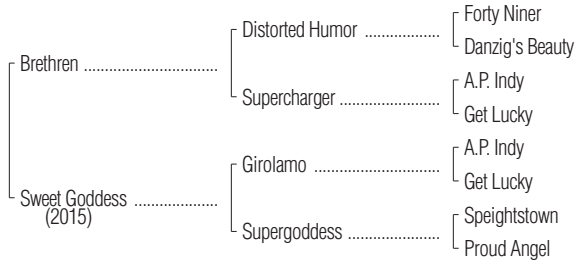 Forty Niner
Distorted Humor ..................
Danzig's Beauty
Brethren ................................
A.P. Indy
Supercharger ........................
Get Lucky
A.P. Indy
Girolamo ..............................
Get Lucky
Sweet Goddess ....................
(2015)
Speightstown
Supergoddess ......................
Proud Angel